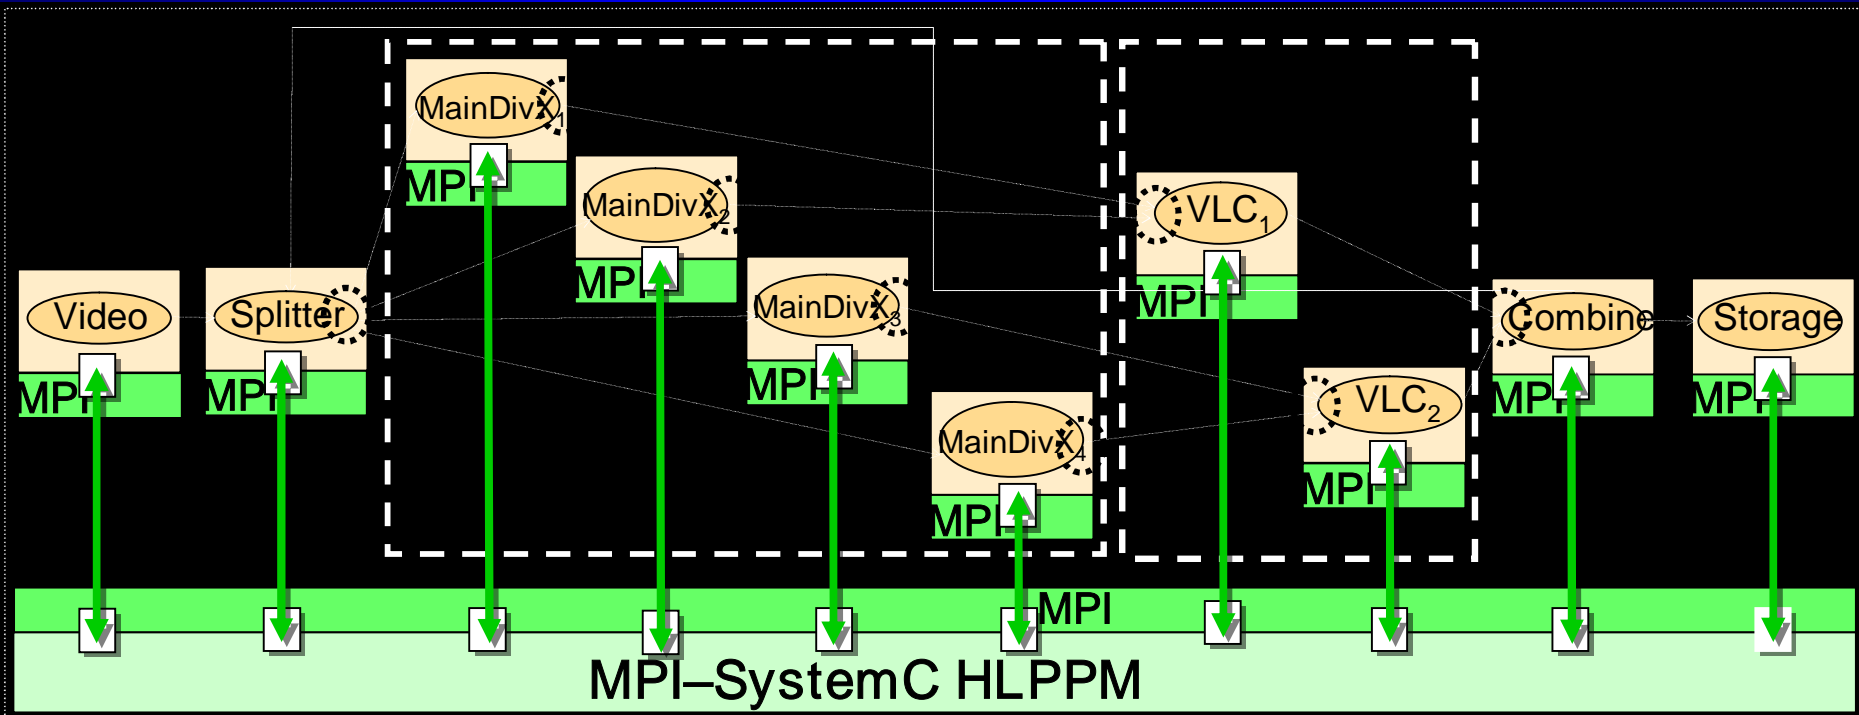 MainDivX1
MPI
MainDivX2
MPI
VLC1
MPI
Video
MPI
Splitter
MPI
MainDivX3
MPI
Combine
MPI
Storage
MPI
VLC2
MPI
MainDivX4
MPI
MPI
MPI–SystemC HLPPM